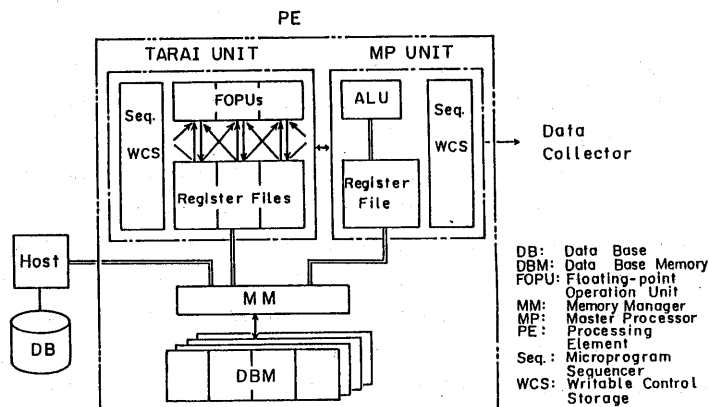 PE
TARAI UNIT
MP UNIT
Seq.
WCS
FOPUs
Register Files
ALU
Register
File
Seq.
WCS
Data
Collector
Host
DB
MM
DBM
DB: Data Base
DBM: Data Base Memory
FOPU: Floating-point
Operation Unit
MM: Memory Manager
MP: Master Processor
PE: Processing
Element
Seq.: Microprogram
Sequencer
WCS: Writable Control
Storage